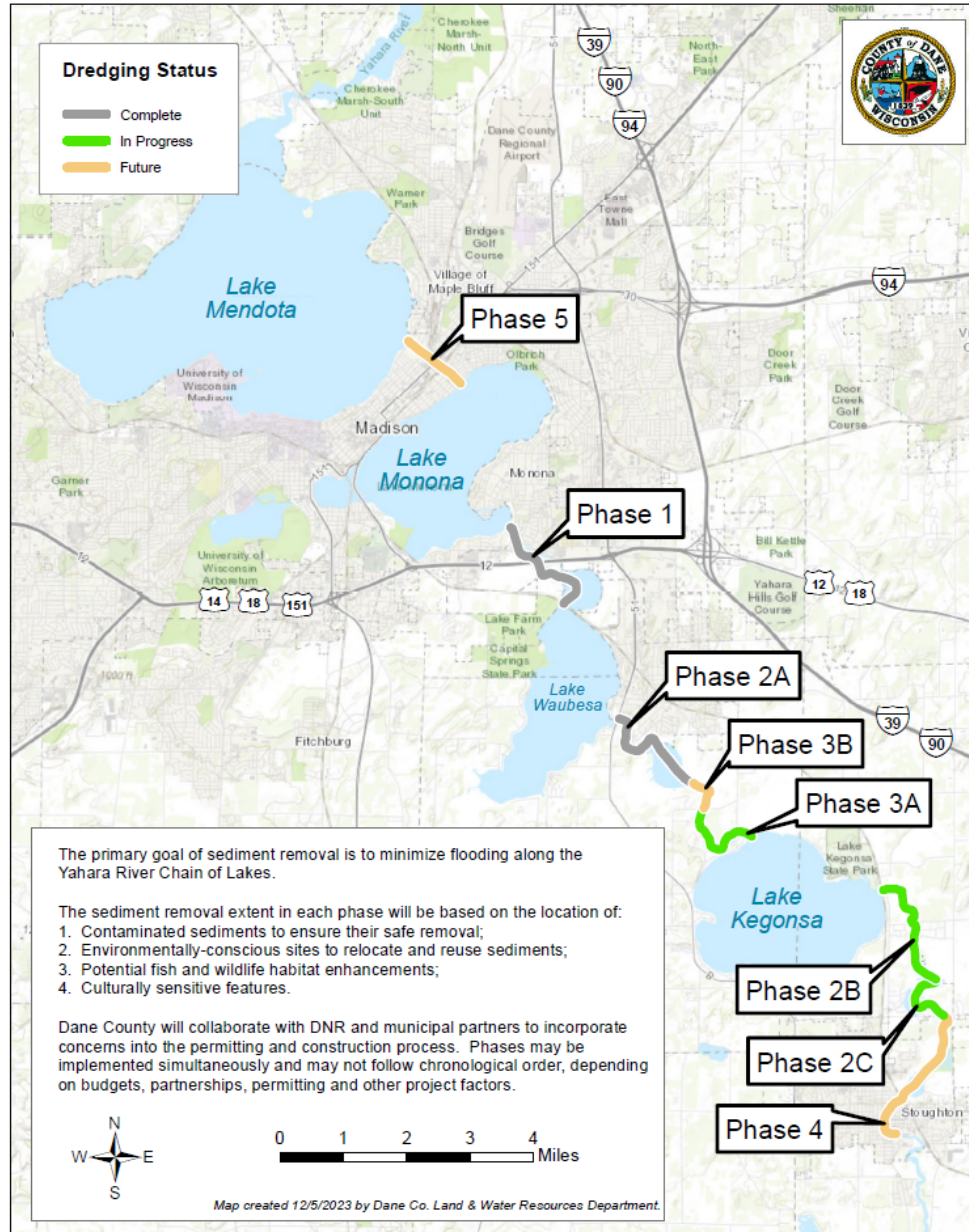 Dredging Status
Complete
In Progress
Future
COUNTY of DANE
1839
WISCONSIN
Cherokee
Marsh-
North Unit
Yahara River
Cherokee
Marsh-South
Unit
39
90
94
North-
East
Park
Sheehan
Dane County
Regional
Airport
Warner
Park
East
Towne
Mall
Bridges
Golf
Course
151
Village of
Maple Bluff
30
94
Lake
Mendota
Phase 5
Olbrich
Park
Door
Creek
Park
Door
Creek
Golf
Course
University of
Wisconsin
Madison
Madison
Lake
Monona
Monona
Garner
Park
151
Phase 1
12
12
Bill Kettle
Park
University of
Wisconsin
Arboretum
14
18
151
Yahara
Hills Golf
Course
12
18
Lake Farm
Park
Capital
Springs
State Park
5
51
1000 ft
Lake
Waubesa
Phase 2A
39
90
Fitchburg
Phase 3B
Phase 3A
Lake
Kegonsa
State Park
Lake
Kegonsa
Phase 2B
Phase 2C
Phase 4
Stoughton
The primary goal of sediment removal is to minimize flooding along the
Yahara River Chain of Lakes.
The sediment removal extent in each phase will be based on the location of:
1. Contaminated sediments to ensure their safe removal;
2. Environmentally-conscious sites to relocate and reuse sediments;
3. Potential fish and wildlife habitat enhancements;
4. Culturally sensitive features.
Dane County will collaborate with DNR and municipal partners to incorporate
concerns into the permitting and construction process. Phases may be
implemented simultaneously and may not follow chronological order, depending
on budgets, partnerships, permitting and other project factors.
N
W E
S
0 1 2 3 4
Miles
Map created 12/5/2023 by Dane Co. Land & Water Resources Department.